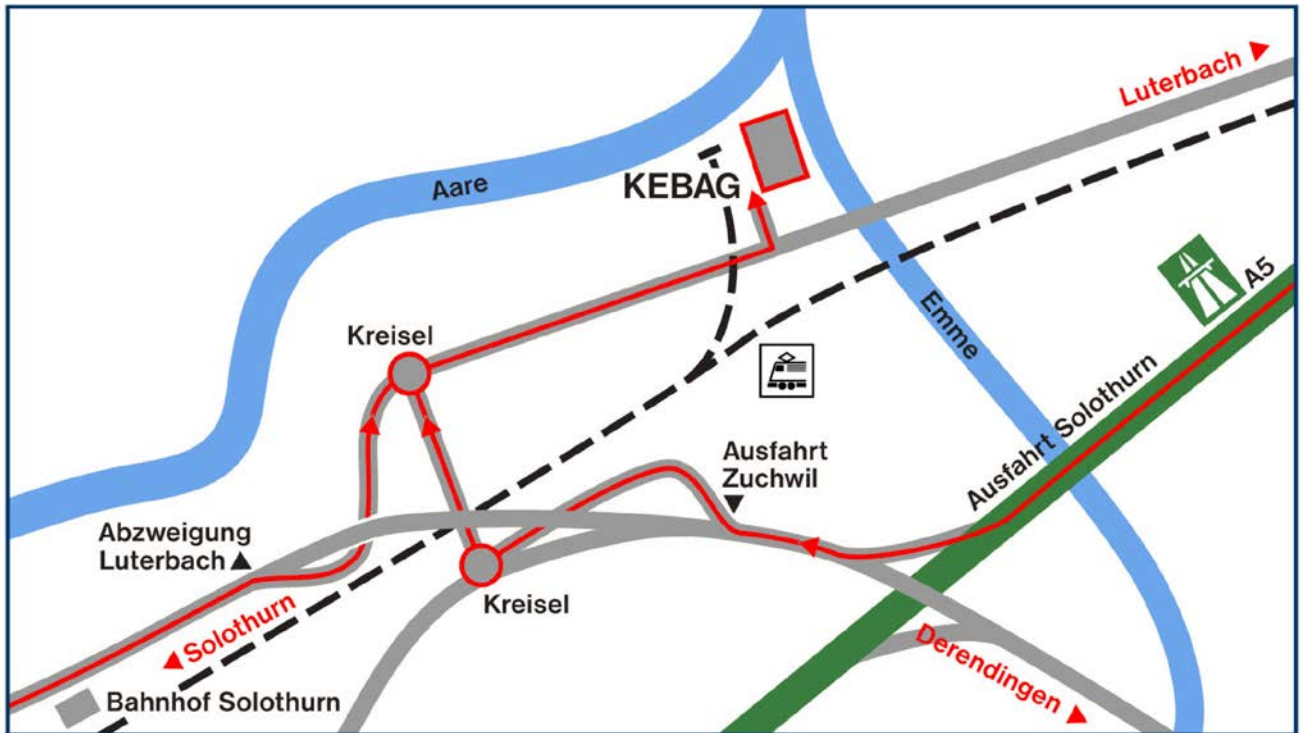 Luterbach
Aare
KEBAG
A5
Emme
Kreisel
Ausfahrt Solothurn
Ausfahrt
Zuchwil
Abzweigung
Luterbach
Kreisel
Solothurn
Derendingen
Bahnhof Solothurn